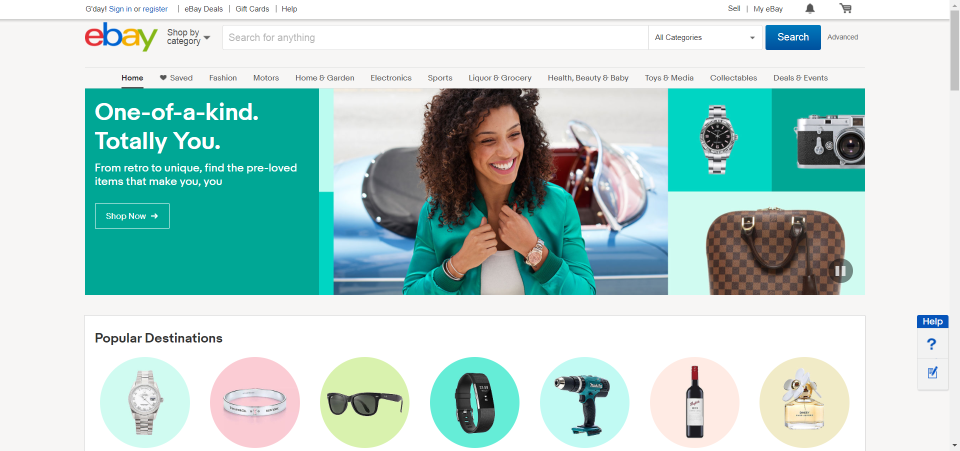 G'day! Sign in or register | eBay Deals | Gift Cards | Help Sell | My eBay
ebay
Shop by
category
Search for anything
All Categories
Search
Advanced
Home Saved Fashion Motors Home & Garden Electronics Sports Liquor & Grocery Health, Beauty & Baby Toys & Media Collectables Deals & Events
One-of-a-kind.
Totally You.
From retro to unique, find the pre-loved
items that make you, you
Shop Now →
Help
?
Popular Destinations